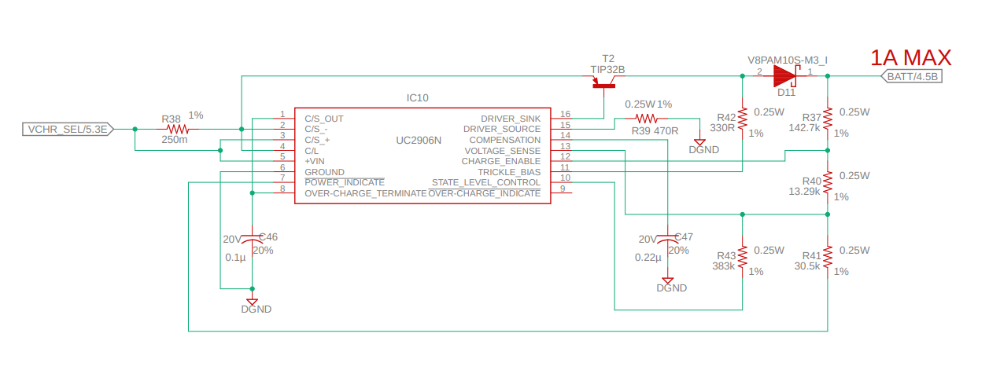 1A MAX
T2
TIP32B
V8PAM10S-M3_I
2
1
D11
BATT/4.5B
IC10
UC2906N
VCHR_SEL/5.3E
R38
1%
250m
1 C/S_OUT
2 C/S_-
3 C/S_+
4 C/L
5 +VIN
6 GROUND
7 POWER_INDICATE
8 OVER-CHARGE_TERMINATE
DRIVER_SINK 16
DRIVER_SOURCE 15
COMPENSATION 14
VOLTAGE_SENSE 13
CHARGE_ENABLE 12
TRICKLE_BIAS 11
STATE_LEVEL_CONTROL 10
OVER-CHARGE_INDICATE 9
0.25W 1%
R39 470R
DGND
R42
330R
0.25W
1%
R37
142.7k
0.25W
1%
R40
13.29k
0.25W
1%
20V
C46
20%
0.1µ
DGND
20V
C47
20%
0.22µ
DGND
R43
383k
0.25W
1%
R41
30.5k
0.25W
1%